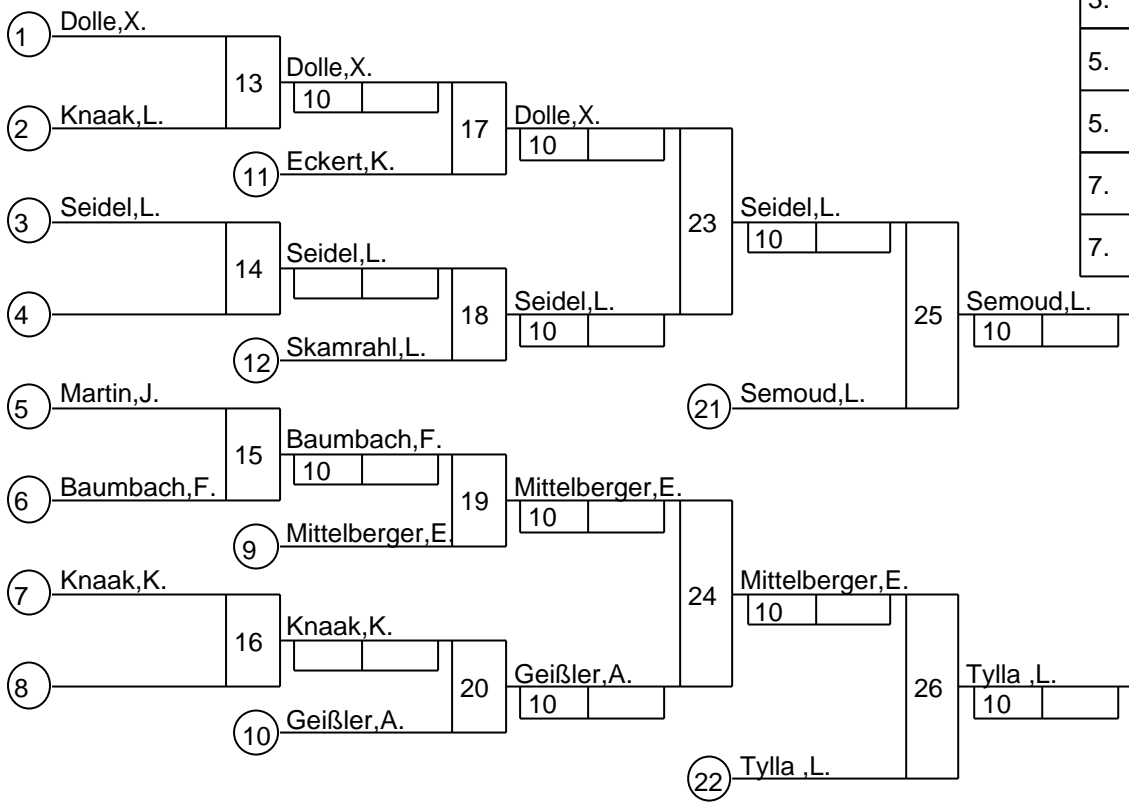 3.
1 Dolle,X.
13 Dolle,X.
10
5.
2 Knaak,L.
17 Dolle,X.
10
5.
11 Eckert,K.
7.
3 Seidel,L.
23 Seidel,L.
10
7.
14 Seidel,L.
4
18 Seidel,L.
10
25 Semoud,L.
10
12 Skamrahl,L.
5 Martin,J.
21 Semoud,L.
15 Baumbach,F.
10
6 Baumbach,F.
19 Mittelberger,E.
10
9 Mittelberger,E.
7 Knaak,K.
24 Mittelberger,E.
10
16 Knaak,K.
8
20 Geißler,A.
10
26 Tylla ,L.
10
10 Geißler,A.
22 Tylla ,L.